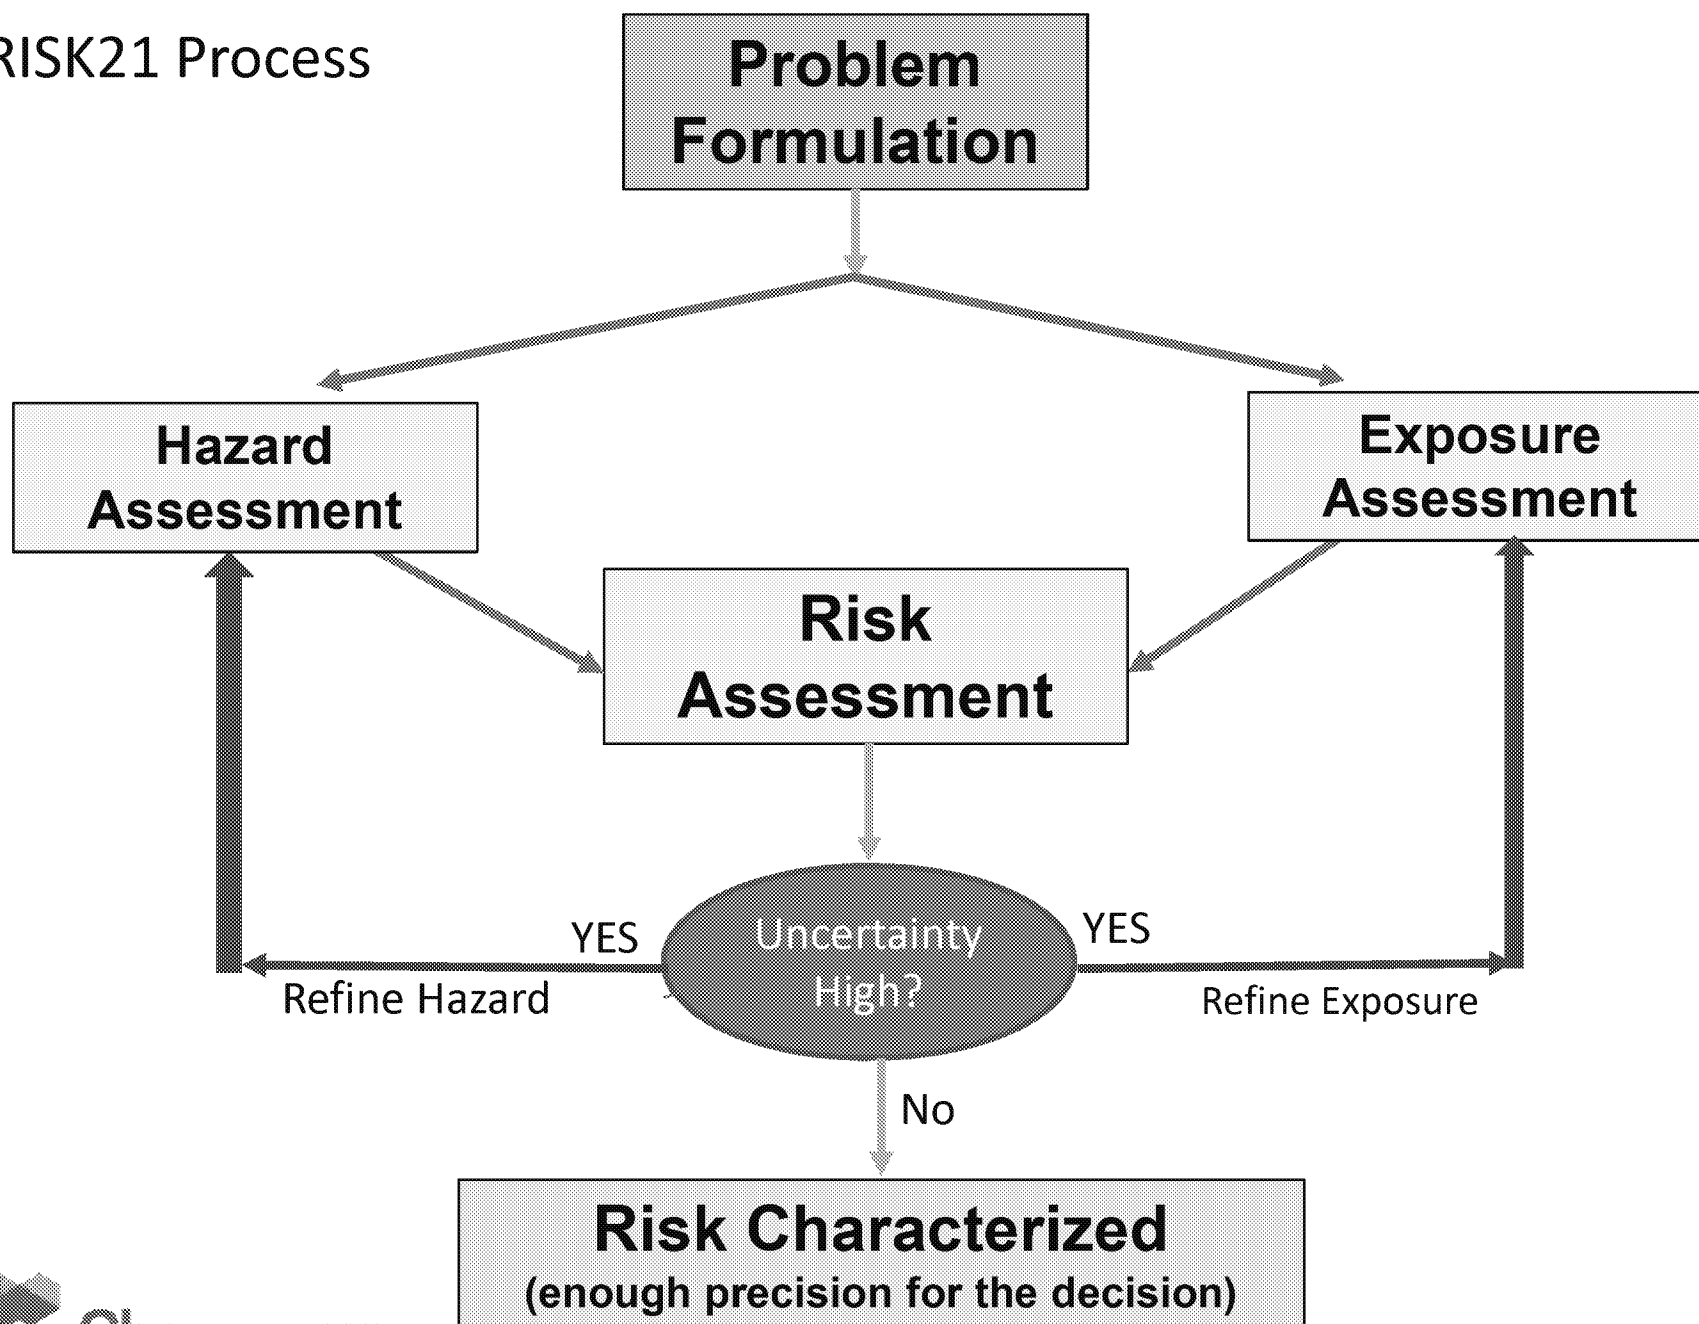 RISK21 Process
Problem
Formulation
Hazard
Assessment
Exposure
Assessment
Risk
Assessment
YES
Uncertainty
High?
YES
Refine Hazard
Refine Exposure
No
Risk Characterized
(enough precision for the decision)